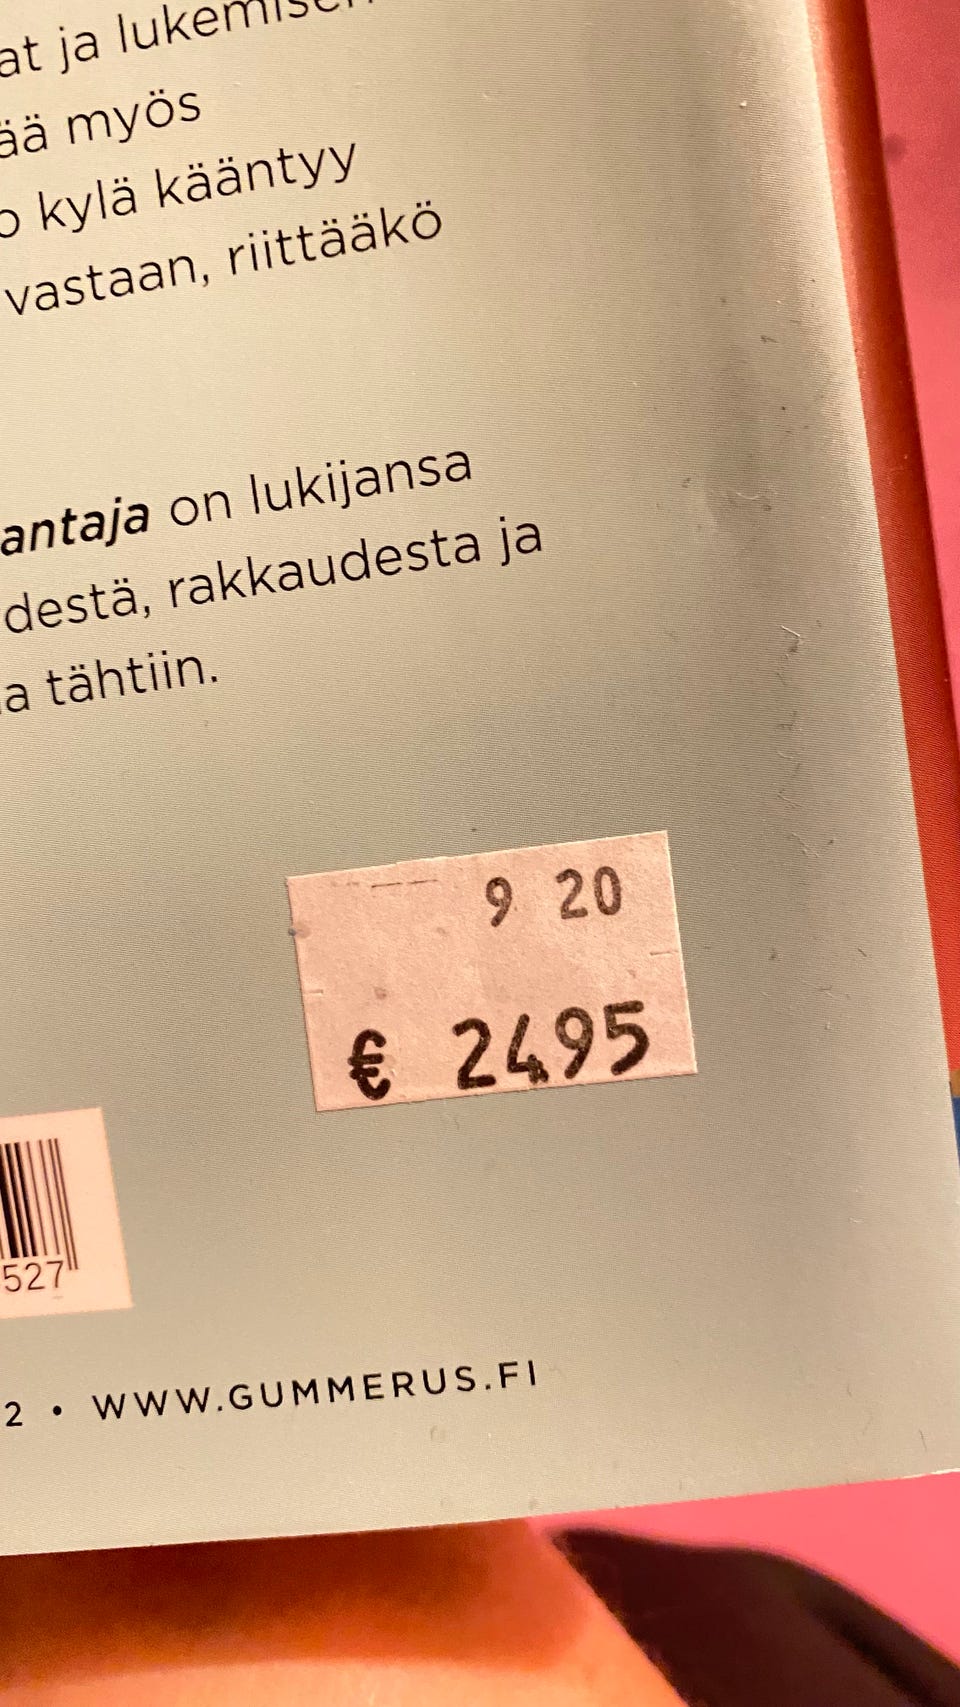 at ja lukemisen
ää myös
o kylä kääntyy
vastaan, riittääkö
antaja on lukijansa
destä, rakkaudesta ja
a tähtiin.
9 20
€ 2495
527
2 • WWW.GUMMERUS.FI